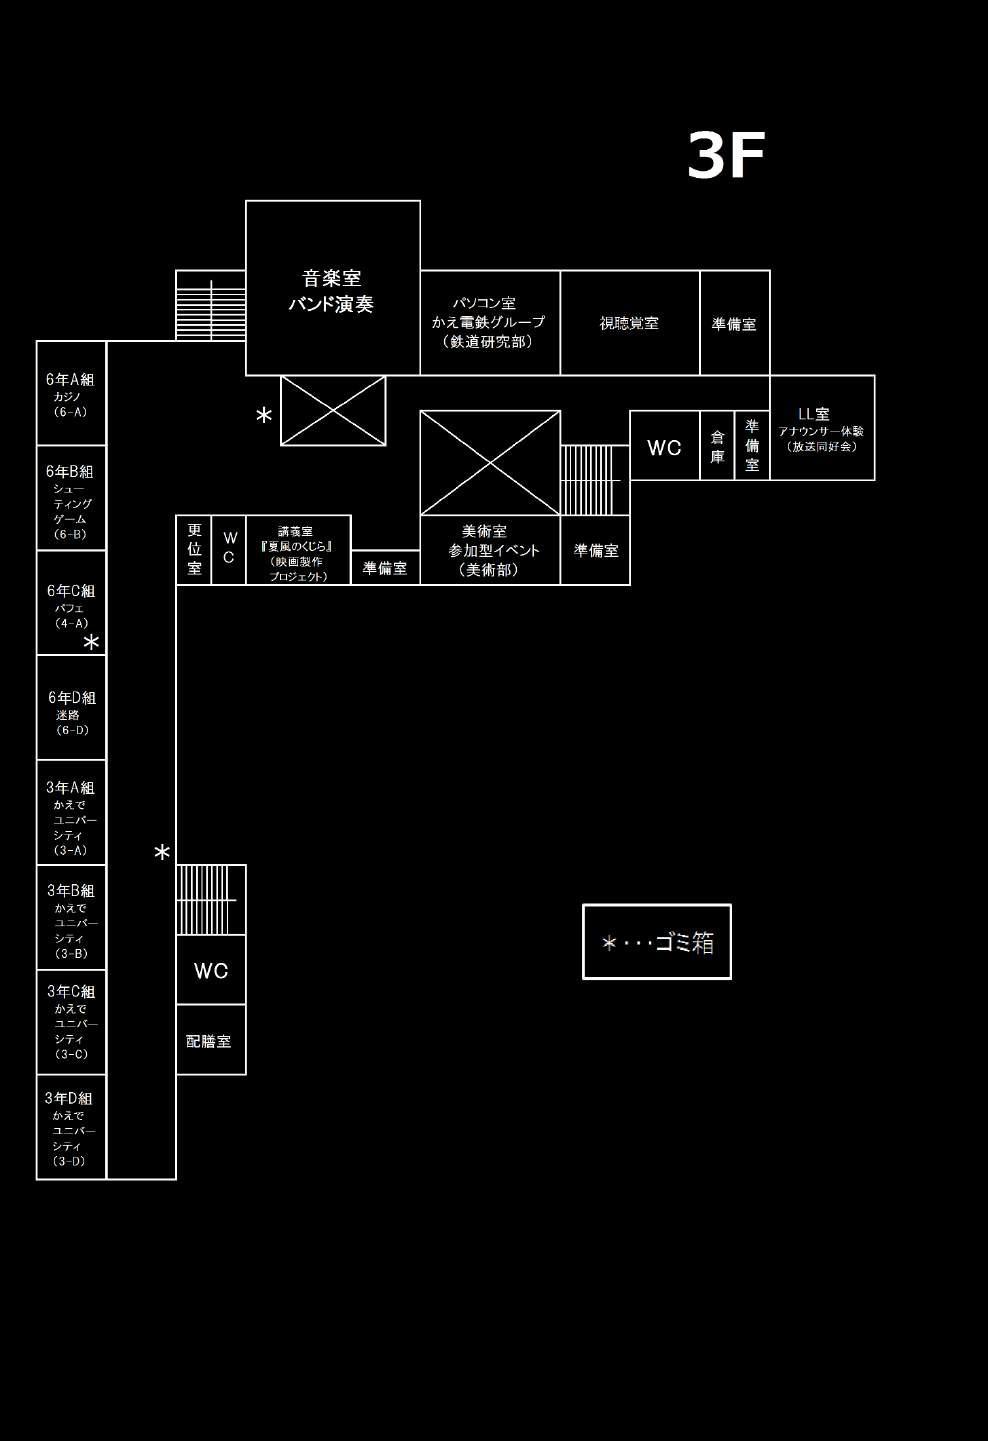 3F
音楽室
バンド演奏
パソコン室
かえ電鉄グループ
（鉄道研究部）
視聴覚室
準備室
6年A組
カジノ
（6-A）
＊
LL室
アナウンサー体験
（放送同好会）
WC
倉庫
準備室
6年B組
シュー
ティング
ゲーム
（6-B）
更位室
WC
講義室
『夏風のくじら』
（映画製作
プロジェクト）
準備室
美術室
参加型イベント
（美術部）
準備室
6年C組
パフェ
（4-A）
＊
6年D組
迷路
（6-D）
3年A組
かえで
ユニバー
シティ
（3-A）
＊
3年B組
かえで
ユニバー
シティ
（3-B）
WC
＊・・・ゴミ箱
3年C組
かえで
ユニバー
シティ
（3-C）
配膳室
3年D組
かえで
ユニバー
シティ
（3-D）